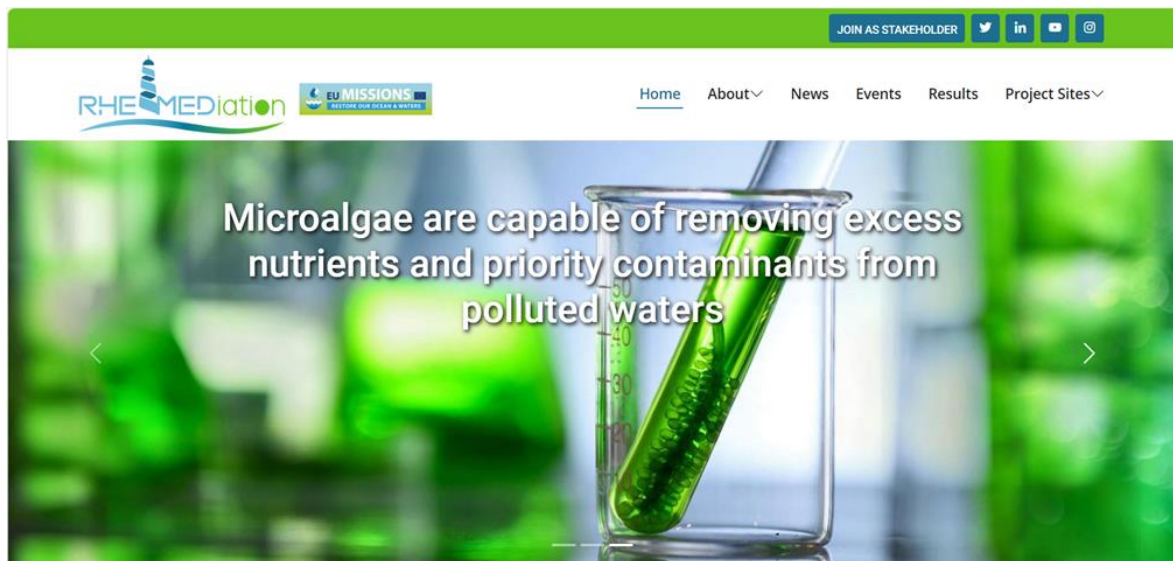 JOIN AS STAKEHOLDER
RHEMEDiation
EU MISSIONS
RESTORE OUR OCEAN & WATERS
Home About News Events Results Project Sites
Microalgae are capable of removing excess
nutrients and priority contaminants from
polluted waters
50
40
30